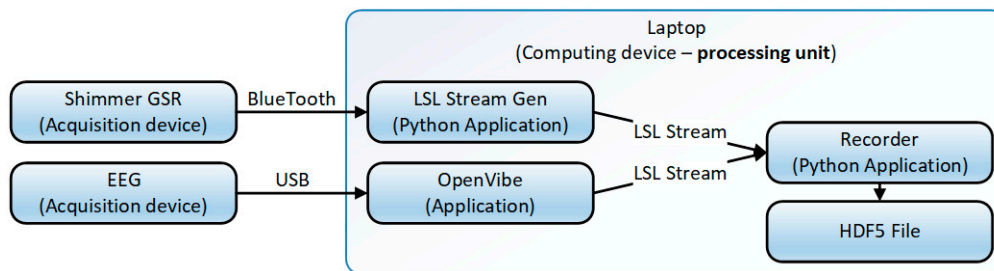 Laptop
(Computing device – processing unit)
Shimmer GSR
(Acquisition device)
BlueTooth
LSL Stream Gen
(Python Application)
LSL Stream
Recorder
(Python Application)
EEG
(Acquisition device)
USB
OpenVibe
(Application)
LSL Stream
HDF5 File